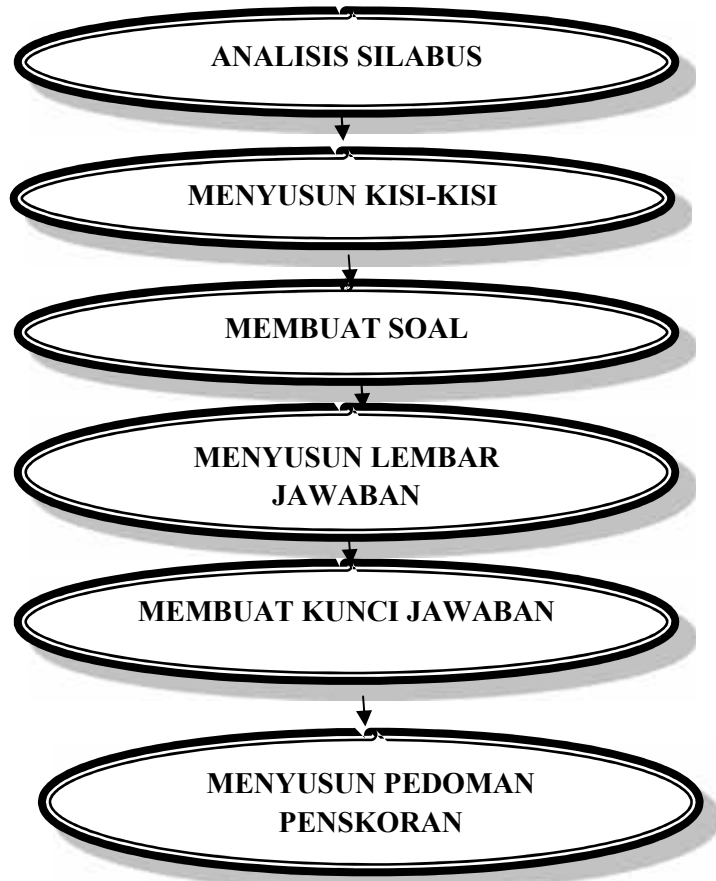 ANALISIS SILABUS
MENYUSUN KISI-KISI
MEMBUAT SOAL
MENYUSUN LEMBAR
JAWABAN
MEMBUAT KUNCI JAWABAN
MENYUSUN PEDOMAN
PENSKORAN